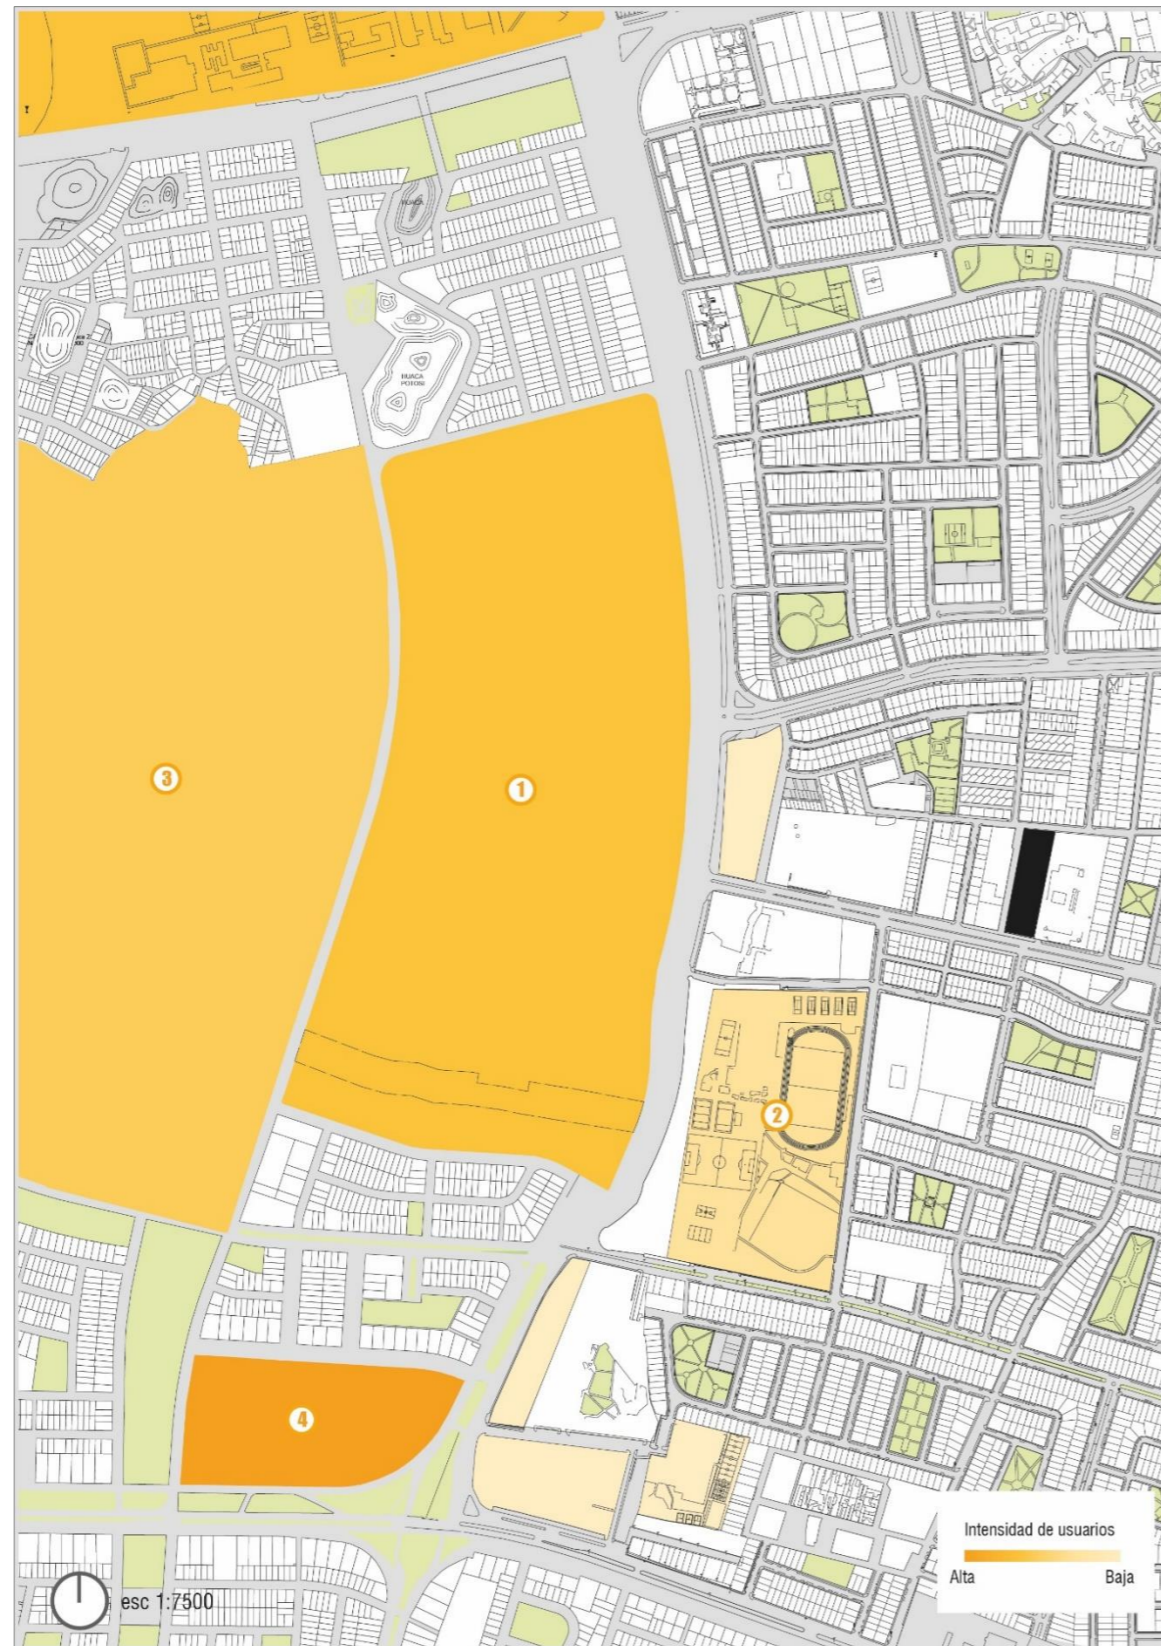 HUACA
HUACA
POTOSI
3
1
2
4
Intensidad de usuarios
Alta
Baja
esc 1:7500